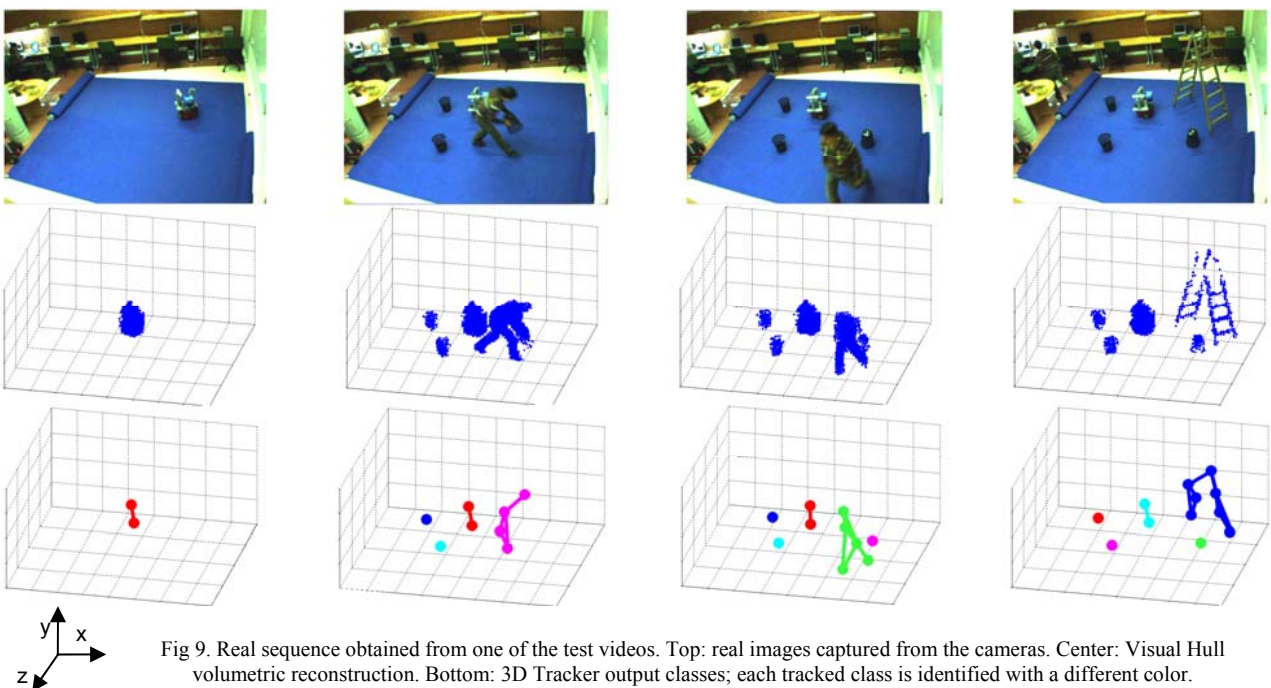 y
x
z
Fig 9. Real sequence obtained from one of the test videos. Top: real images captured from the cameras. Center: Visual Hull
volumetric reconstruction. Bottom: 3D Tracker output classes; each tracked class is identified with a different color.